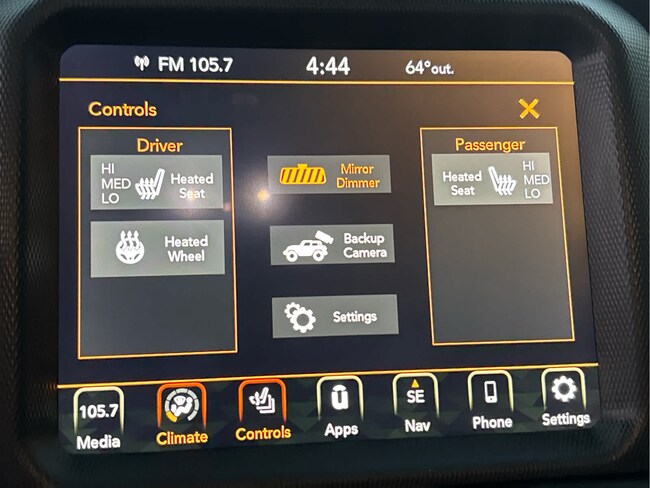 FM 105.7
4:44
64°out.
Controls
Driver
HI
MED
LO
Heated
Seat
Heated
Wheel
Mirror
Dimmer
Backup
Camera
Settings
Passenger
Heated
Seat
HI
MED
LO
105.7
Media
Climate
Controls
Apps
SE
Nav
Phone
Settings